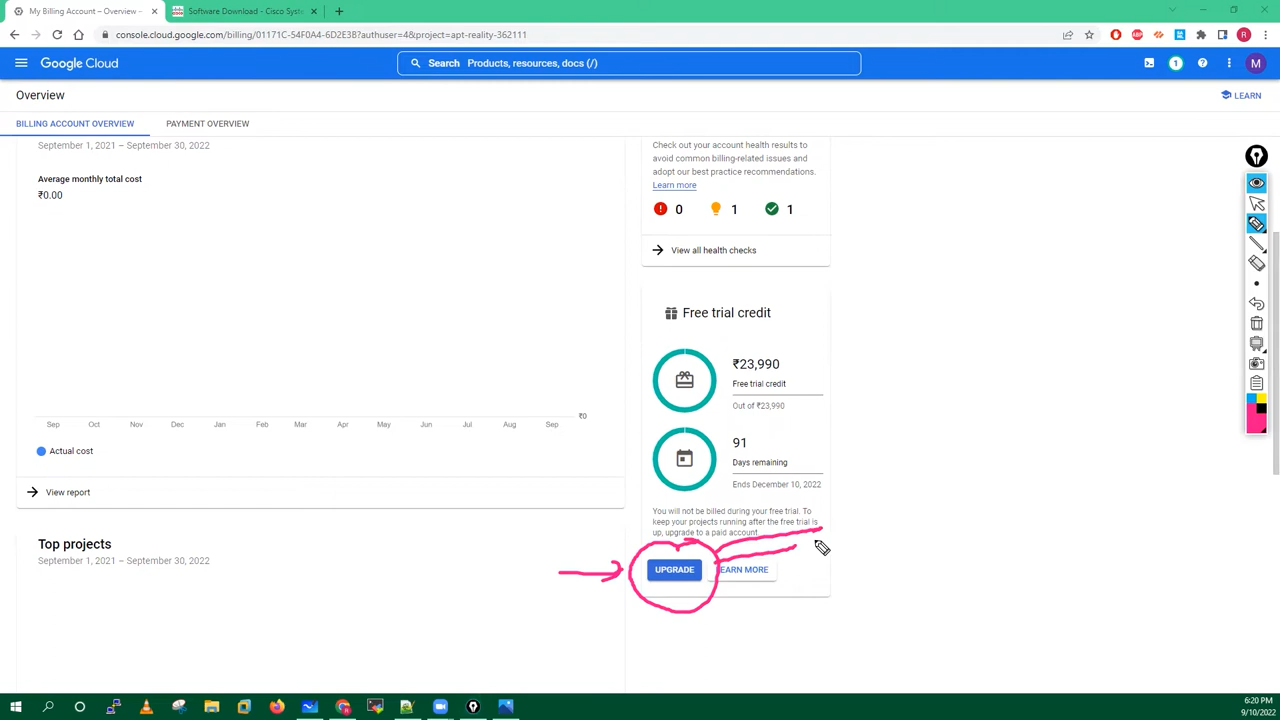 My Billing Account – Overview –
Software Download - Cisco Syste
console.cloud.google.com/billing/01171C-54F0A4-6D2E3B?authuser=4&project=apt-reality-362111
R
Google Cloud
Search Products, resources, docs (/)
1
M
Overview
LEARN
BILLING ACCOUNT OVERVIEW
PAYMENT OVERVIEW
September 1, 2021 – September 30, 2022
Average monthly total cost
₹0.00
₹0
Sep Oct Nov Dec Jan Feb Mar Apr May Jun Jul Aug Sep
Actual cost
View report
Top projects
September 1, 2021 – September 30, 2022
Check out your account health results to
avoid common billing-related issues and
adopt our best practice recommendations.
Learn more
0 1 1
View all health checks
Free trial credit
₹23,990
Free trial credit
Out of ₹23,990
91
Days remaining
Ends December 10, 2022
You will not be billed during your free trial. To
keep your projects running after the free trial is
up, upgrade to a paid account
UPGRADE
LEARN MORE
6:20 PM
9/10/2022